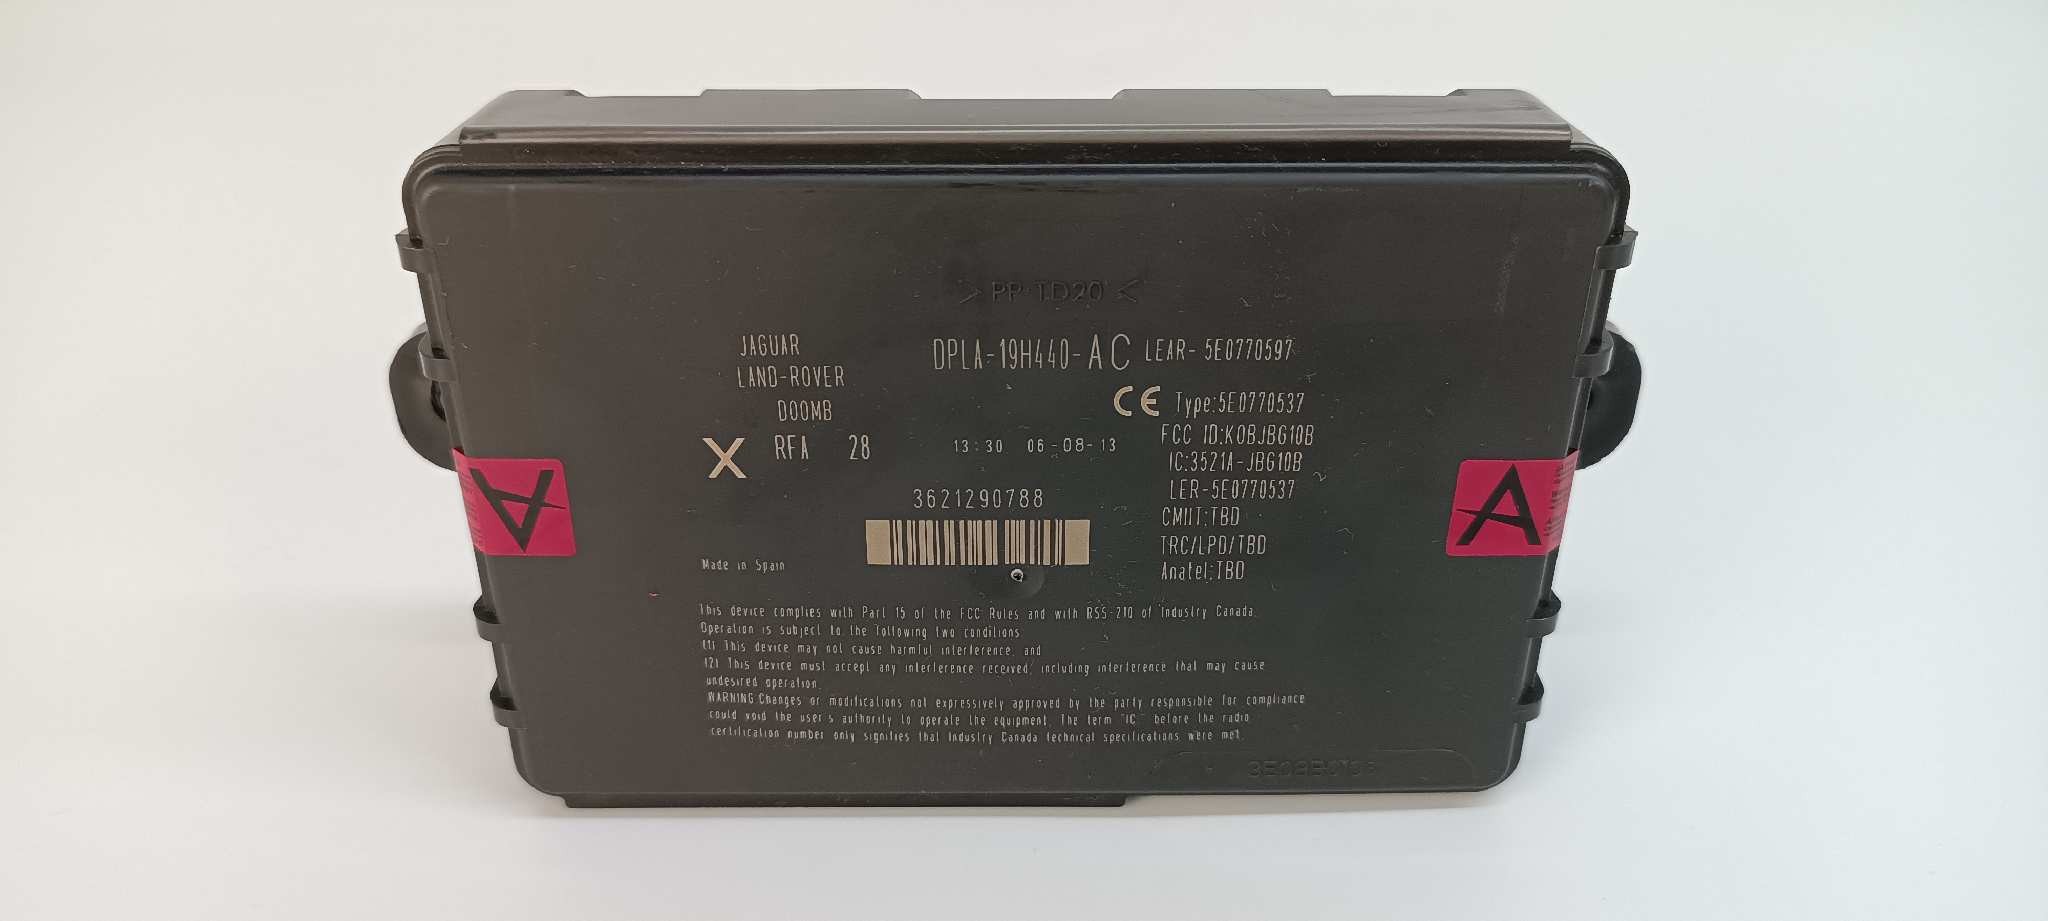 > PP-TD20 <
JAGUAR
LAND-ROVER
D00MB
X RFA 28
DPLA-19H440-AC LEAR- 5E0770597
CE Type:5E0770537
13:30 06-08-13
FCC ID:KOBJBG10B
IC:3521A-JBG10B
LER-5E0770537
CMIIT:TBD
TRC/LPD/TBD
Anatel:TBD
3621290788
Made in Spain
A
A
This device complies with Part 15 of the FCC Rules and with RSS-210 of Industry Canada.
Operation is subject to the following two conditions
(1) This device may not cause harmful interference, and
(2) This device must accept any interference received, including interference that may cause
undesired operation.
WARNING:Changes or modifications not expressively approved by the party responsible for compliance
could void the user's authority to operate the equipment. The term "IC" before the radio
certification number only signifies that Industry Canada technical specifications were met.